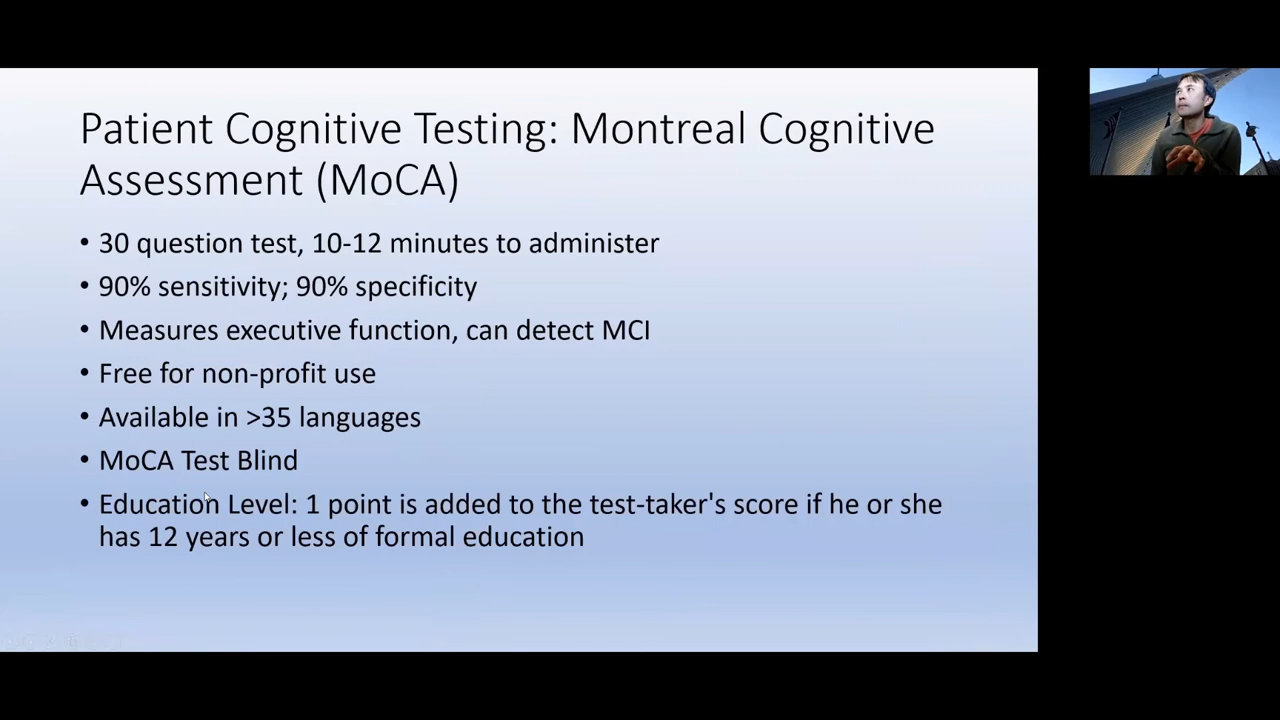 Patient Cognitive Testing: Montreal Cognitive
Assessment (MoCA)
• 30 question test, 10-12 minutes to administer
• 90% sensitivity; 90% specificity
• Measures executive function, can detect MCI
• Free for non-profit use
• Available in >35 languages
• MoCA Test Blind
• Education Level: 1 point is added to the test-taker's score if he or she
has 12 years or less of formal education